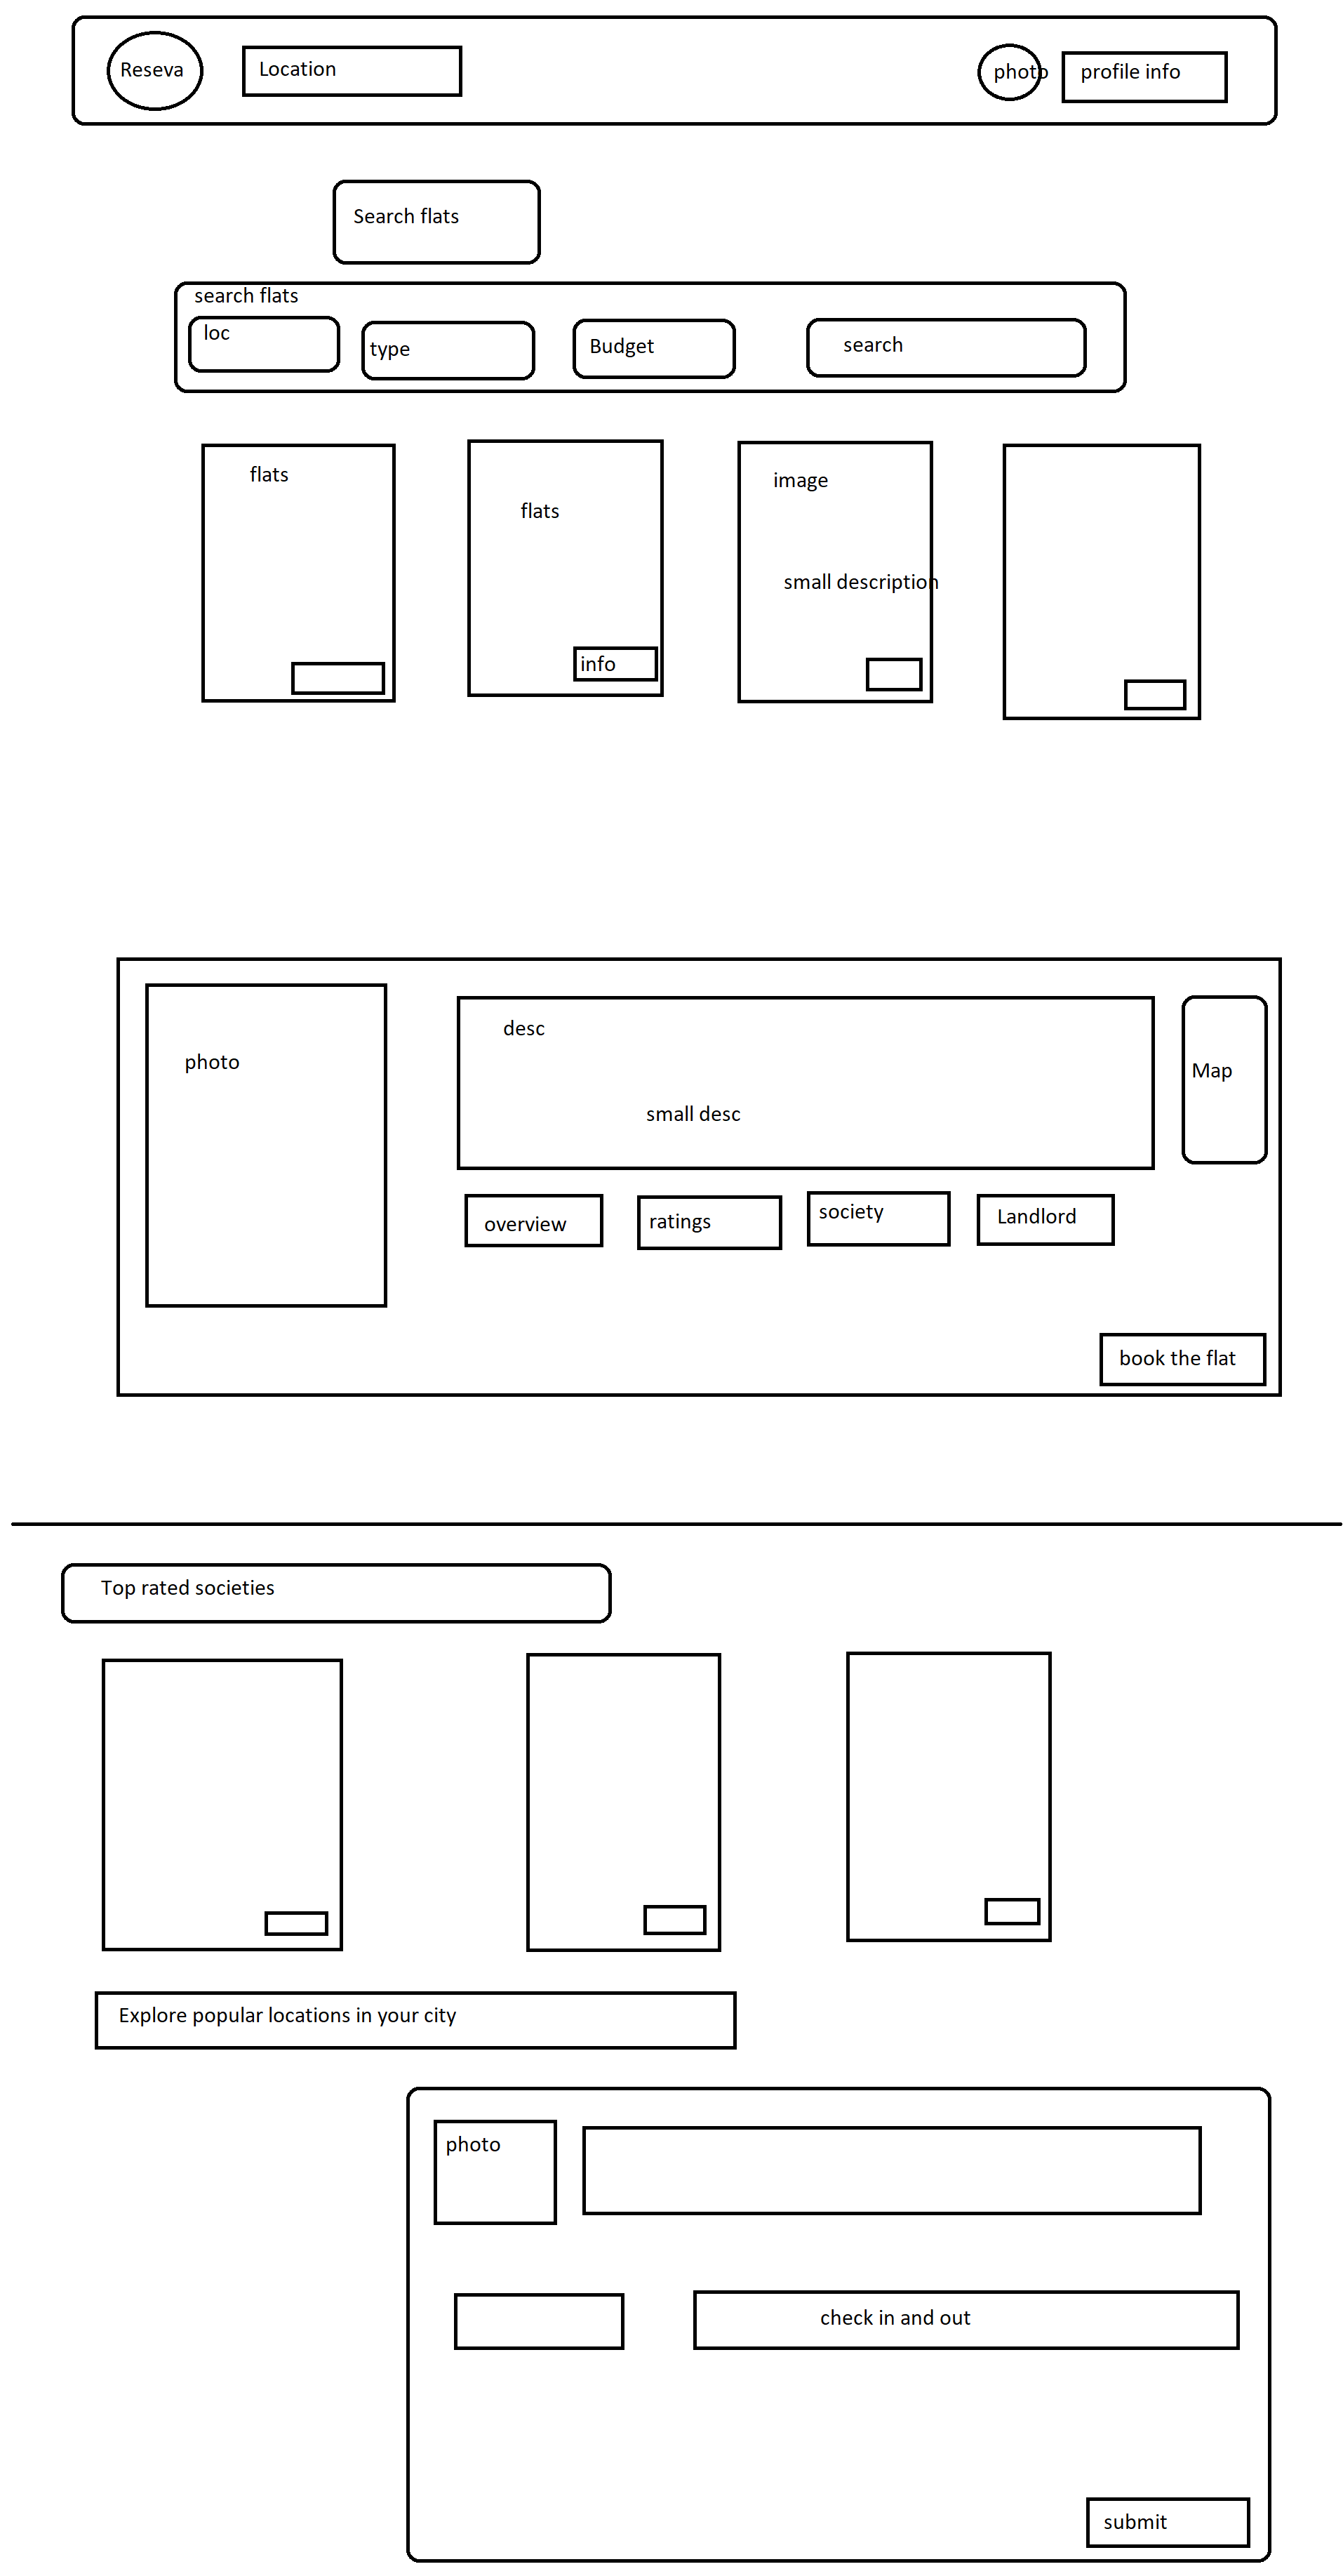 Reseva
Location
photo
profile info
Search flats
search flats
loc
type
Budget
search
flats
flats
info
image
small description
photo
desc
small desc
Map
overview
ratings
society
Landlord
book the flat
Top rated societies
Explore popular locations in your city
photo
check in and out
submit